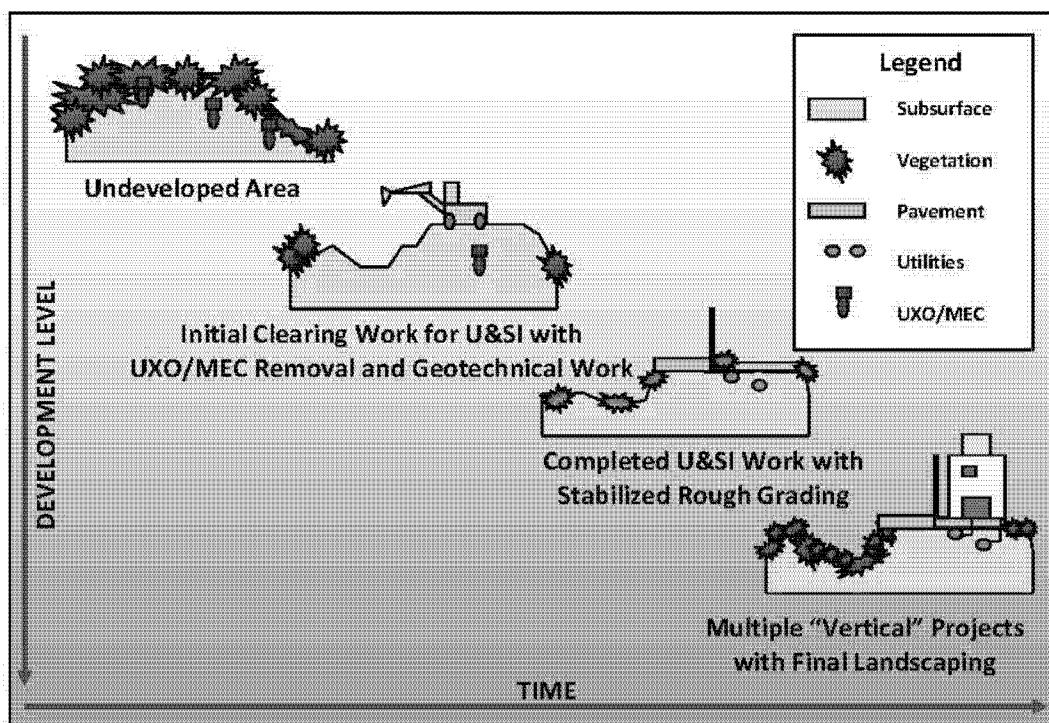 Legend
Subsurface
Vegetation
Pavement
Utilities
UXO/MEC
Undeveloped Area
Initial Clearing Work for U&SI with
UXO/MEC Removal and Geotechnical Work
Completed U&SI Work with
Stabilized Rough Grading
Multiple “Vertical” Projects
with Final Landscaping
DEVELOPMENT LEVEL
TIME